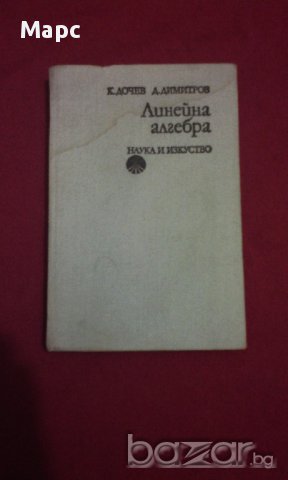 Марс
К. ДОЧЕВ Д. ДИМИТРОВ
Линейна
алгебра
НАУКА И ИЗКУСТВО
bazar.bg